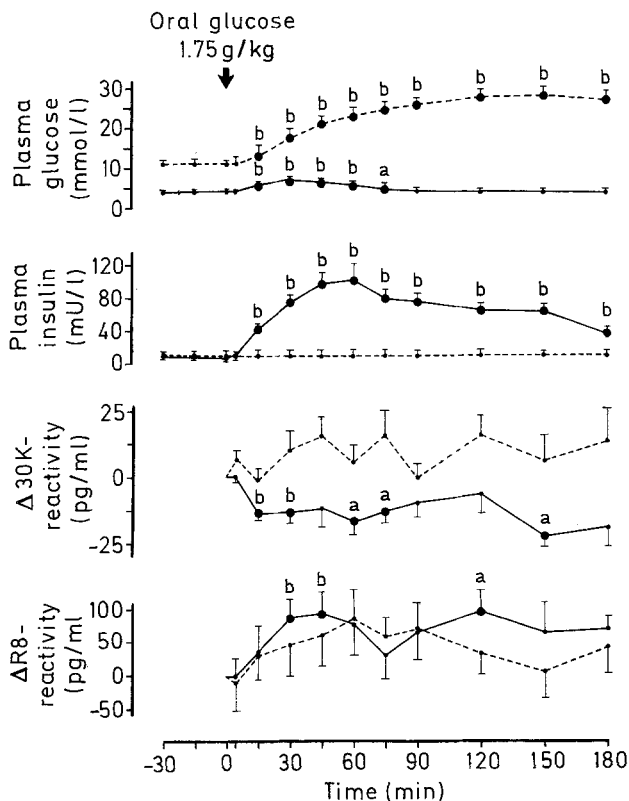 Oral glucose
1.75 g/kg
Plasma
glucose
(mmol/l)
30
20
10
0
b b b b b b b b b
b b b b a
Plasma
insulin
(mU/l)
120
80
40
0
b b b b b b b b b
Δ30K-
reactivity
(pg/ml)
25
0
-25
b b a a a
ΔR8-
reactivity
(pg/ml
100
50
0
-50
b b a
-30 0 30 60 90 120 150 180
Time (min)